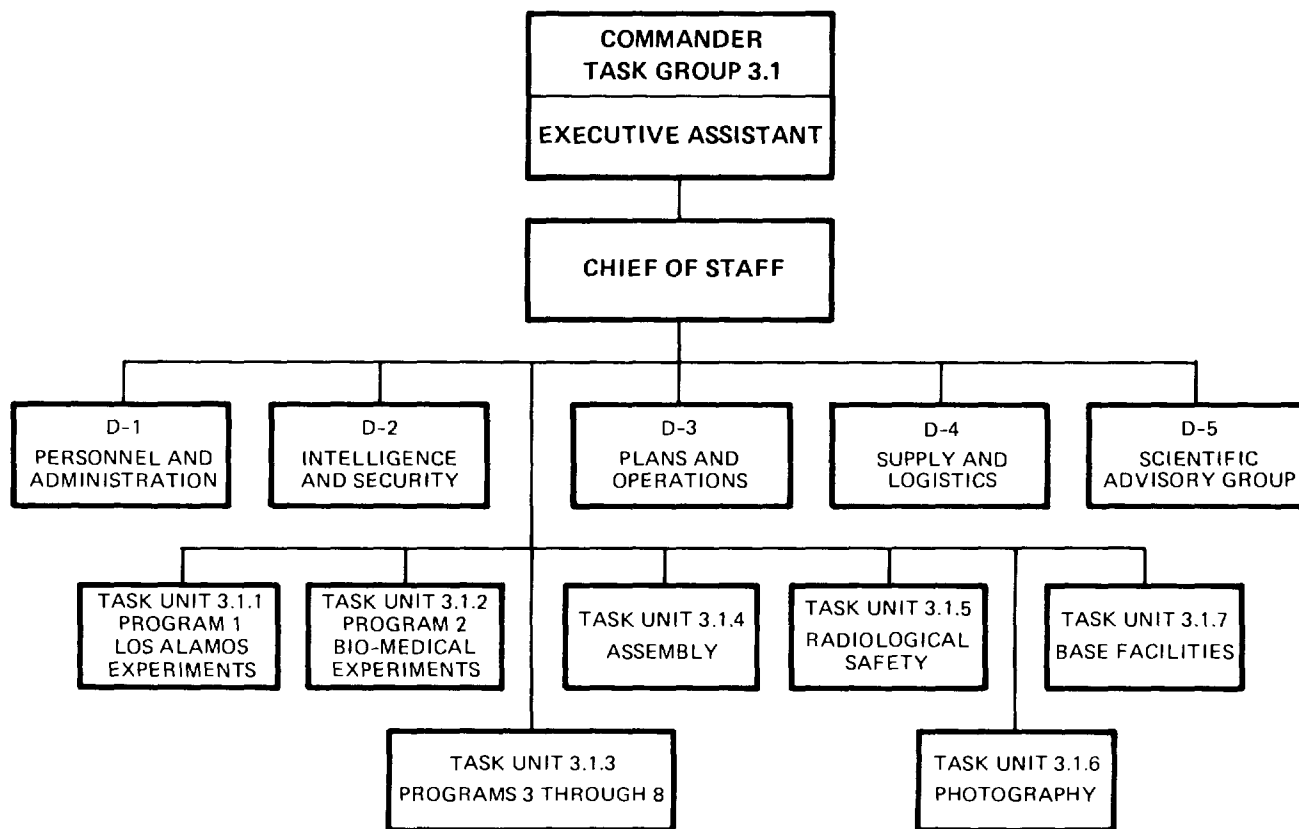 COMMANDER
TASK GROUP 3.1
EXECUTIVE ASSISTANT
CHIEF OF STAFF
D-1
PERSONNEL AND
ADMINISTRATION
D-2
INTELLIGENCE
AND SECURITY
D-3
PLANS AND
OPERATIONS
D-4
SUPPLY AND
LOGISTICS
D-5
SCIENTIFIC
ADVISORY GROUP
TASK UNIT 3.1.1
PROGRAM 1
LOS ALAMOS
EXPERIMENTS
TASK UNIT 3.1.2
PROGRAM 2
BIO-MEDICAL
EXPERIMENTS
TASK UNIT 3.1.4
ASSEMBLY
TASK UNIT 3.1.5
RADIOLOGICAL
SAFETY
TASK UNIT 3.1.7
BASE FACILITIES
TASK UNIT 3.1.3
PROGRAMS 3 THROUGH 8
TASK UNIT 3.1.6
PHOTOGRAPHY